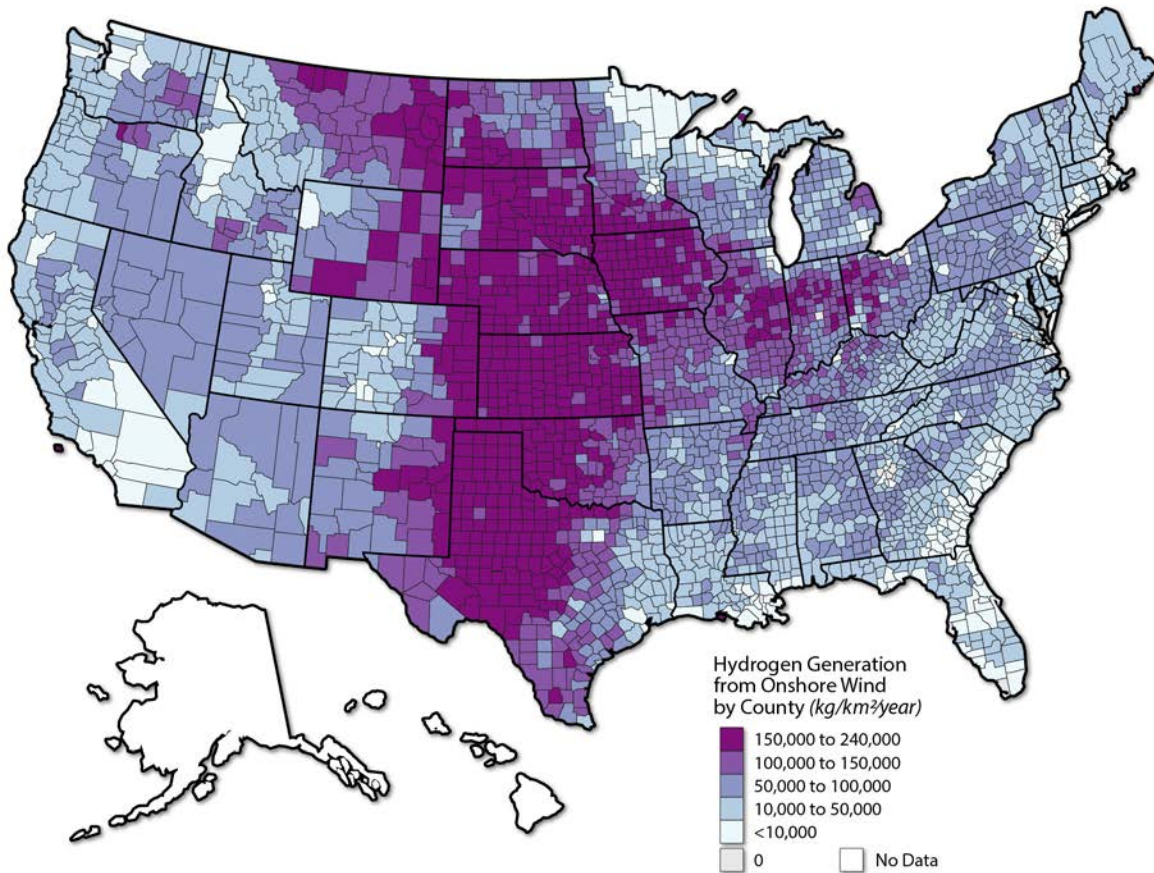 Hydrogen Generation
from Onshore Wind
by County (kg/km²/year)
150,000 to 240,000
100,000 to 150,000
50,000 to 100,000
10,000 to 50,000
<10,000
0 No Data